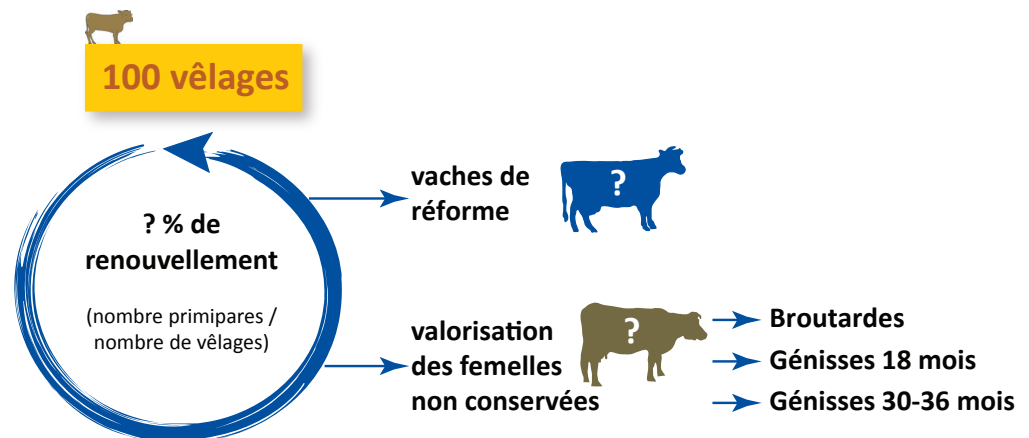 100 vêlages
? % de
renouvellement
(nombre primipares /
nombre de vêlages)
vaches de
réforme
?
valorisation
des femelles
non conservées
?
Broutardes
Génisses 18 mois
Génisses 30-36 mois